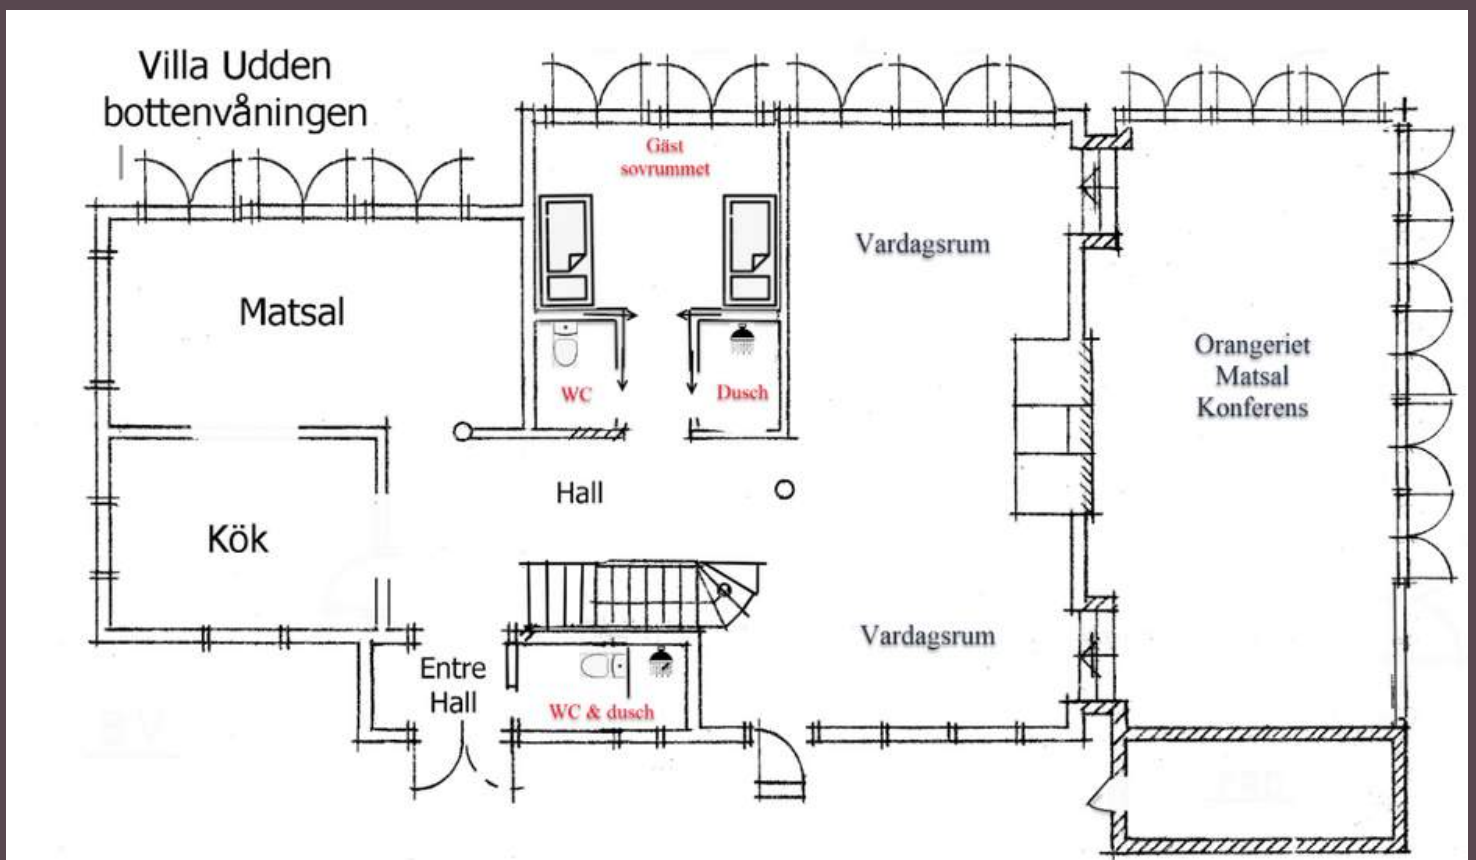 Villa Udden
bottenvåningen
Gäst
sovrummet
Vardagsrum
Matsal
Orangeriet
Matsal
Konferens
WC
Dusch
Hall
Kök
Vardagsrum
Entre
Hall
WC & dusch